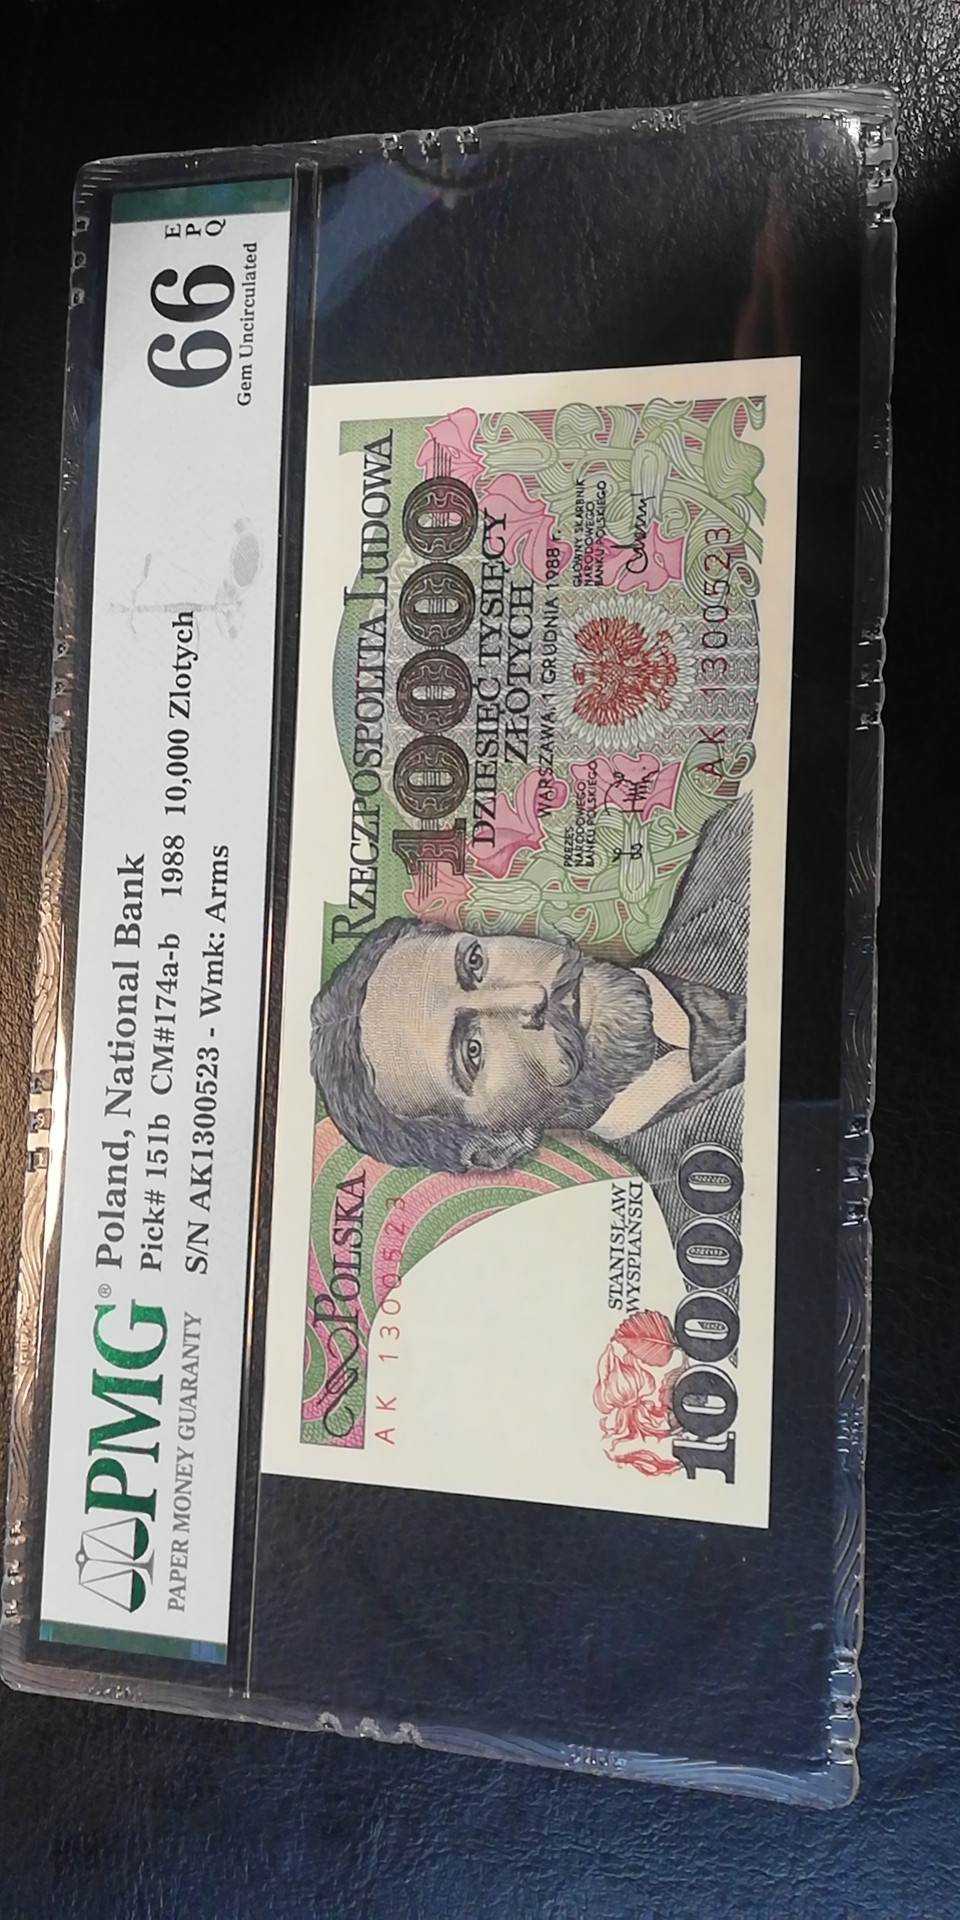 PMG®
PAPER MONEY GUARANTY
Poland, National Bank
Pick# 151b CM#174a-b 1988 10,000 Zlotych
S/N AK1300523 - Wmk: Arms
66
E
P
Q
Gem Uncirculated
POLSKA
AK 1300523
STANISŁAW
WYSPIAŃSKI
10000
RZECZPOSPOLITA LUDOWA
10000
DZIESIĘĆ TYSIĘCY
ZŁOTYCH
WARSZAWA, 1 GRUDNIA 1988 r.
PREZES
NARODOWEGO
BANKU POLSKIEGO
GŁÓWNY SKARBNIK
NARODOWEGO
BANKU POLSKIEGO
AK 1300523